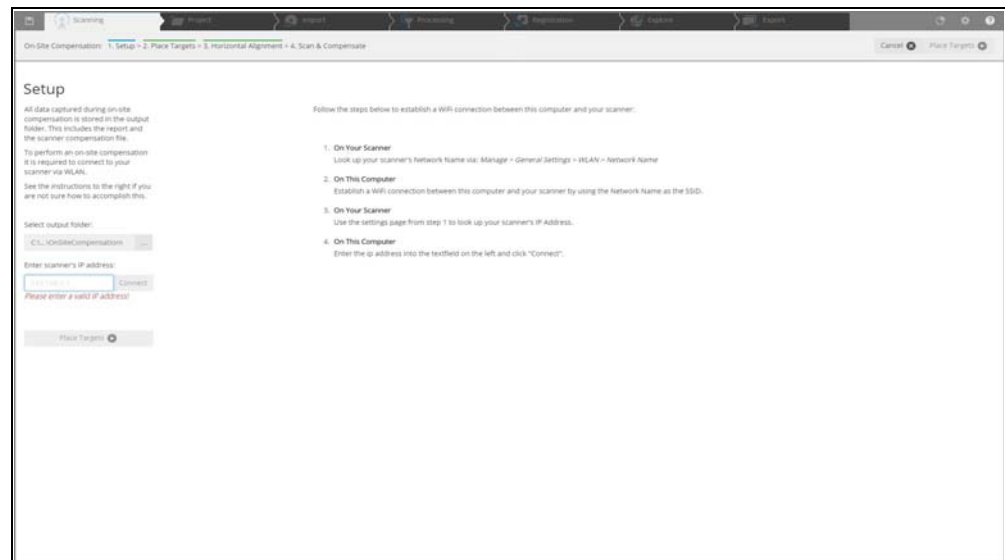 Scanning
Project
Import
Processing
Registration
Explore
Export
On-Site Compensation: 1. Setup > 2. Place Targets > 3. Horizontal Alignment > 4. Scan & Compensate
Cancel
Place Targets
Setup
All data captured during on-site
compensation is stored in the output
folder. This includes the report and
the scanner compensation file.
To perform an on-site compensation
it is required to connect to your
scanner via WLAN.
See the instructions to the right if you
are not sure how to accomplish this.
Select output folder:
C:\...\OnSiteCompensation\
...
Enter scanner's IP address:
Connect
Please enter a valid IP address!
Place Targets
Follow the steps below to establish a WiFi connection between this computer and your scanner:
1. On Your Scanner
Look up your scanner's Network Name via: Manage > General Settings > WLAN > Network Name
2. On This Computer
Establish a WiFi connection between this computer and your scanner by using the Network Name as the SSID.
3. On Your Scanner
Use the settings page from step 1 to look up your scanner's IP Address.
4. On This Computer
Enter the ip address into the textfield on the left and click "Connect".